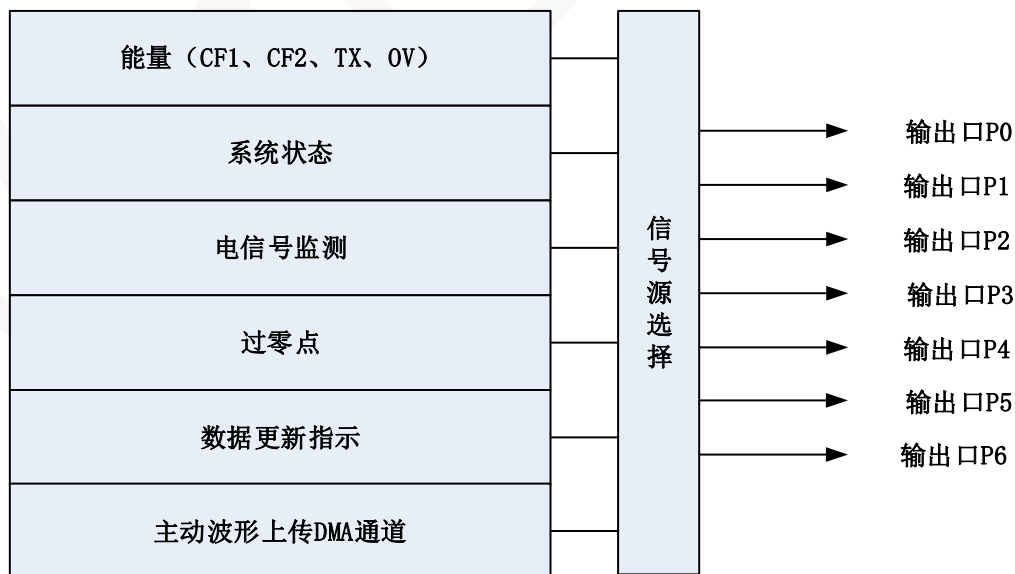 能量（CF1、CF2、TX、OV）
系统状态
电信号监测
过零点
数据更新指示
主动波形上传DMA通道
信号源选择
输出口P0
输出口P1
输出口P2
输出口P3
输出口P4
输出口P5
输出口P6